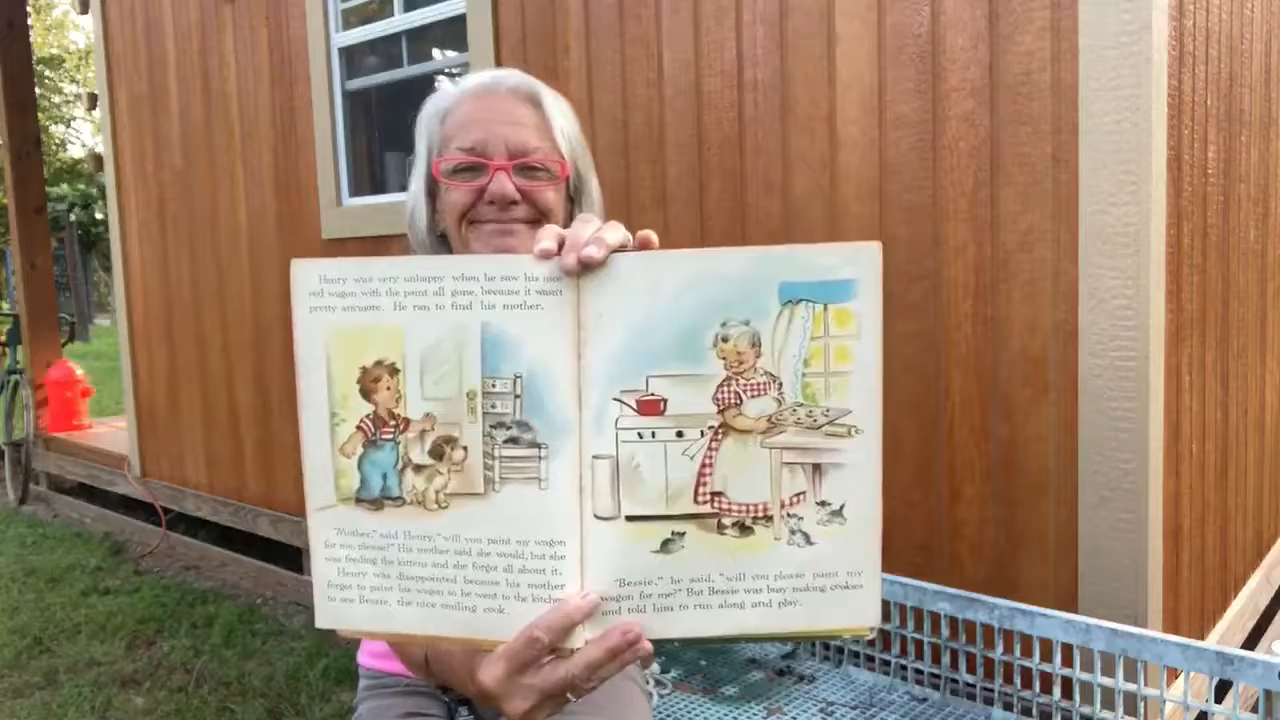 Henry was very unhappy when he saw his nice
red wagon with the paint all gone, because it wasn't
pretty anymore. He ran to find his mother.
"Mother," said Henry, "will you paint my wagon
for me, please?" His mother said she would, but she
was feeding the kittens and she forgot all about it.
Henry was disappointed because his mother
forgot to paint his wagon so he went to the kitchen
to see Bessie, the nice smiling cook.
"Bessie," he said, "will you please paint my
wagon for me?" But Bessie was busy making cookies
and told him to run along and play.